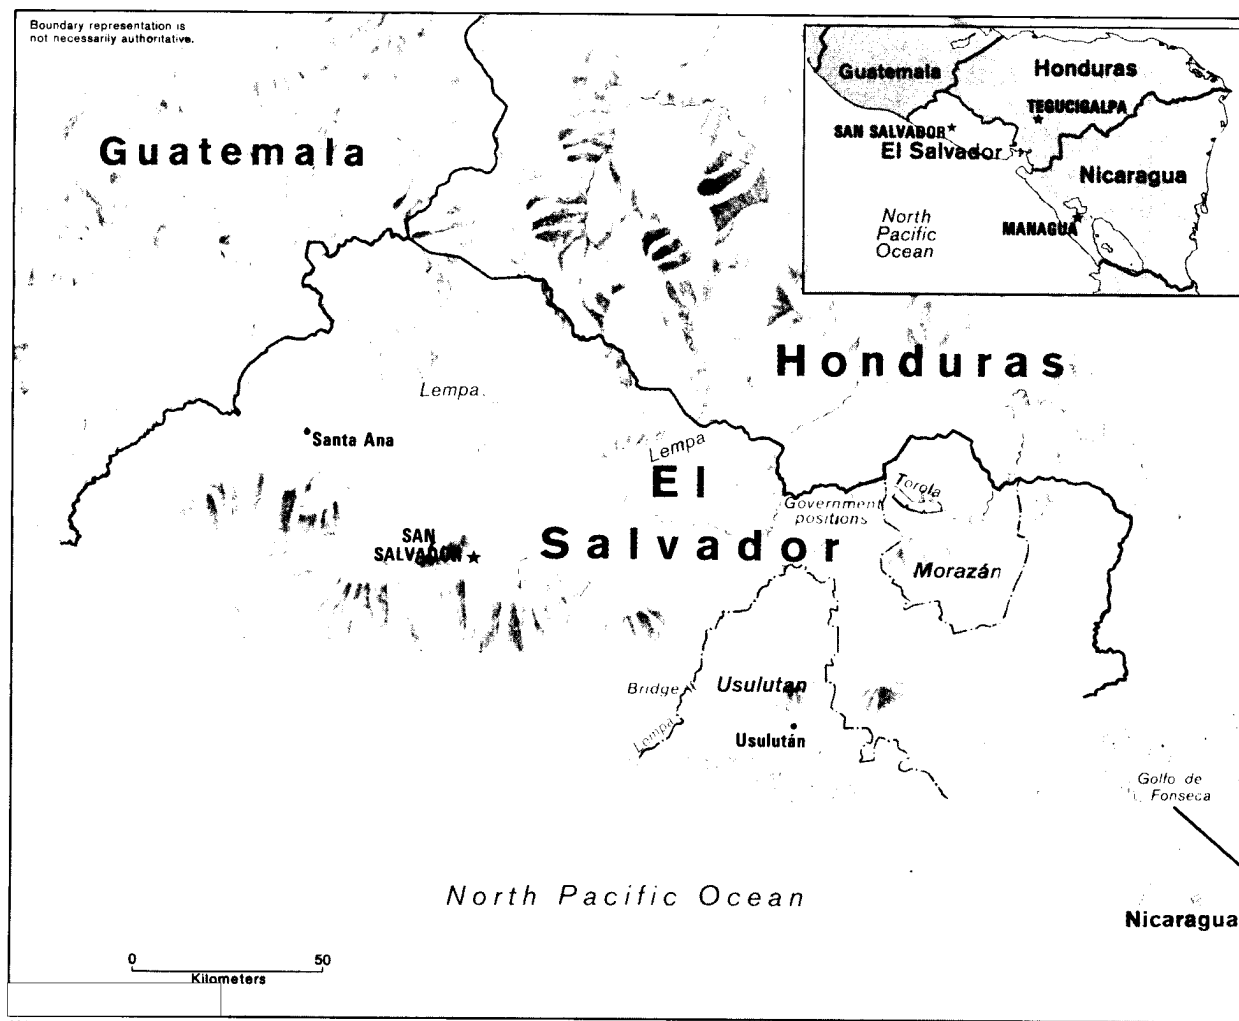 Boundary representation is
not necessarily authoritative.
Guatemala
Honduras
TEGUCIGALPA
SAN SALVADOR
El Salvador
Nicaragua
North
Pacific
Ocean
MANAGUA
Guatemala
Honduras
Lempa
Santa Ana
Lempa
El
Salvador
Government
positions
Torola
SAN
SALVADOR
Morazán
Bridge
Usulutan
Lempa
Usulután
Golfo de
Fonseca
North Pacific Ocean
Nicaragua
0 50
Kilometers